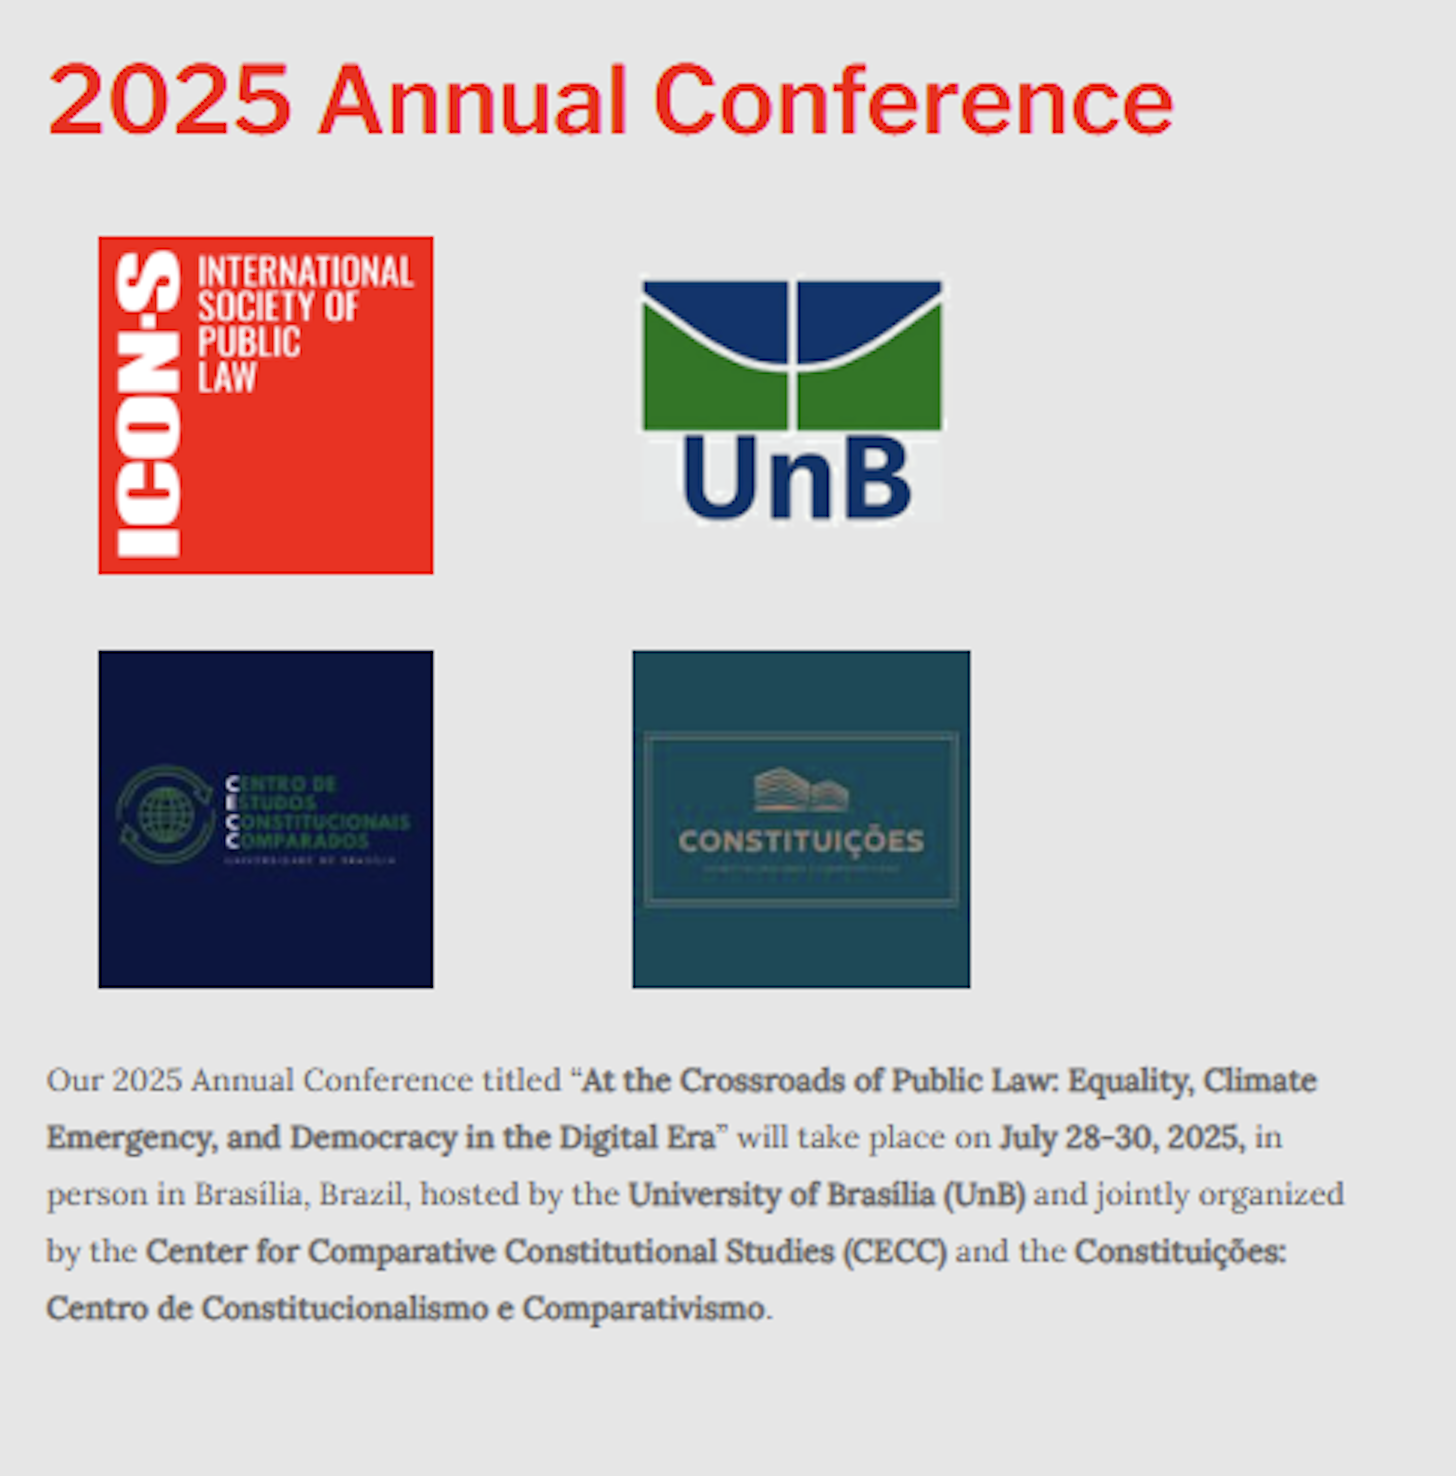 2025 Annual Conference
ICON·S
INTERNATIONAL
SOCIETY OF
PUBLIC
LAW
UnB
CENTRO DE
ESTUDOS
CONSTITUCIONAIS
COMPARADOS
UNIVERSIDADE DE BRASÍLIA
CONSTITUIÇÕES
Our 2025 Annual Conference titled “At the Crossroads of Public Law: Equality, Climate
Emergency, and Democracy in the Digital Era” will take place on July 28–30, 2025, in
person in Brasília, Brazil, hosted by the University of Brasília (UnB) and jointly organized
by the Center for Comparative Constitutional Studies (CECC) and the Constituições:
Centro de Constitucionalismo e Comparativismo.